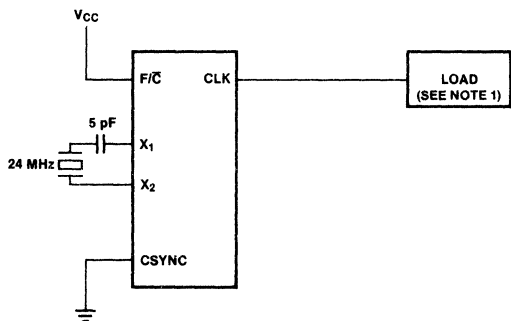 VCC
F/C̅
CLK
LOAD
(SEE NOTE 1)
5 pF
X1
24 MHz
X2
CSYNC